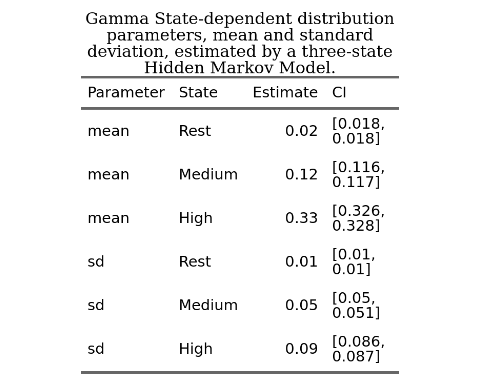 Gamma State-dependent distribution
parameters, mean and standard
deviation, estimated by a three-state
Hidden Markov Model.
Parameter State Estimate CI
mean Rest 0.02 [0.018,
0.018]
mean Medium 0.12 [0.116,
0.117]
mean High 0.33 [0.326,
0.328]
sd Rest 0.01 [0.01,
0.01]
sd Medium 0.05 [0.05,
0.051]
sd High 0.09 [0.086,
0.087]